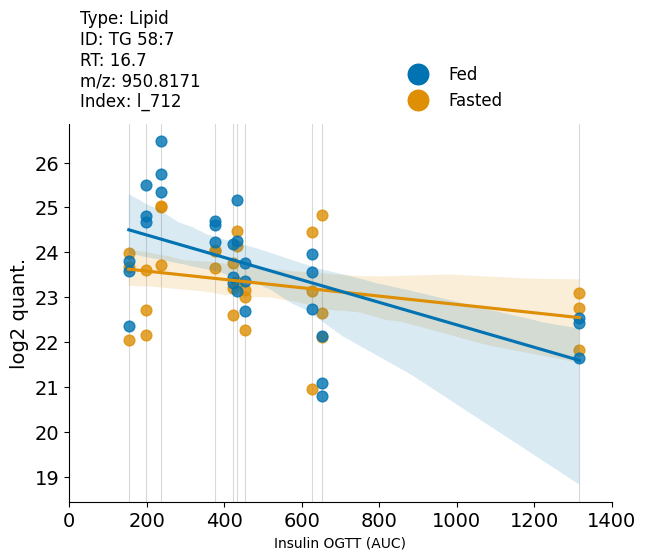 Type: Lipid
ID: TG 58:7
RT: 16.7
m/z: 950.8171
Index: l_712
Fed
Fasted
26
25
24
23
22
21
20
19
log2 quant.
0 200 400 600 800 1000 1200 1400
Insulin OGTT (AUC)